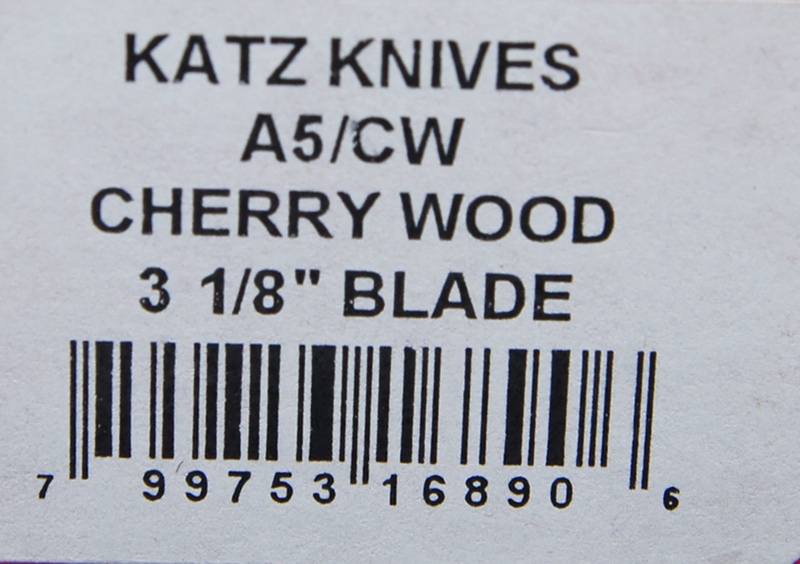 KATZ KNIVES
A5/CW
CHERRY WOOD
3 1/8" BLADE
7 99753 16890 6